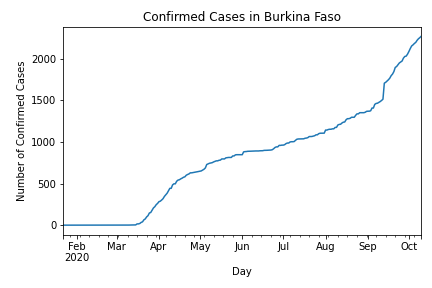 Confirmed Cases in Burkina Faso
Number of Confirmed Cases
2000
1500
1000
500
0
Feb Mar Apr May Jun Jul Aug Sep Oct
2020
Day